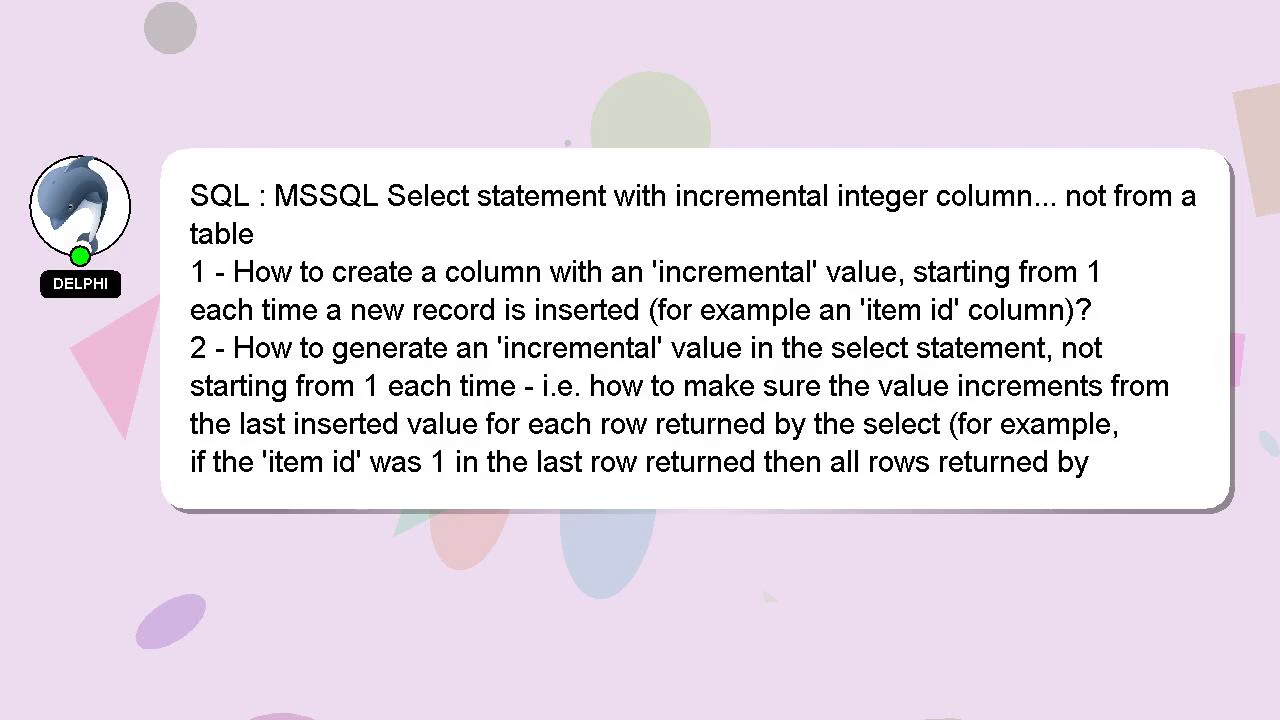 SQL : MSSQL Select statement with incremental integer column... not from a
table
1 - How to create a column with an 'incremental' value, starting from 1
each time a new record is inserted (for example an 'item id' column)?
2 - How to generate an 'incremental' value in the select statement, not
starting from 1 each time - i.e. how to make sure the value increments from
the last inserted value for each row returned by the select (for example,
if the 'item id' was 1 in the last row returned then all rows returned by
DELPHI